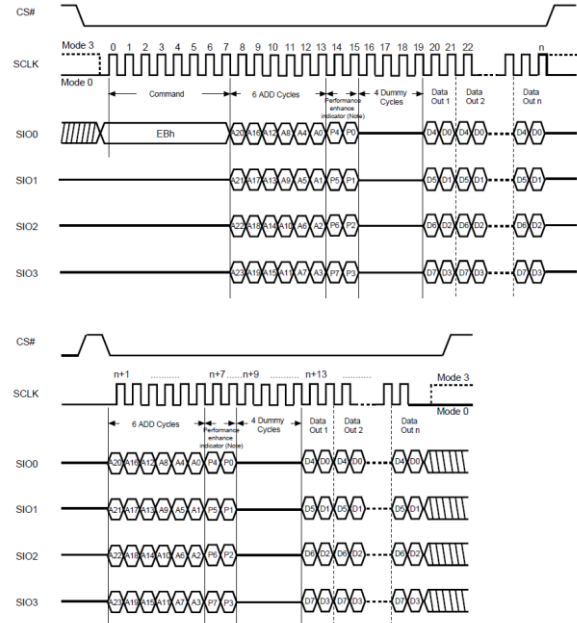 CS#
Mode 3 0 1 2 3 4 5 6 7 8 9 10 11 12 13 14 15 16 17 18 19 20 21 22 n
SCLK
Mode 0
Command 6 ADD Cycles Performance enhance indicator (Note) 4 Dummy Cycles Data Out 1 Data Out 2 Data Out n
SIO0 EBh A20 A16 A12 A8 A4 A0 P4 P0 D4 D0 D4 D0 D4 D0
SIO1 A21 A17 A13 A9 A5 A1 P5 P1 D5 D1 D5 D1 D5 D1
SIO2 A22 A18 A14 A10 A6 A2 P6 P2 D6 D2 D6 D2 D6 D2
SIO3 A23 A19 A15 A11 A7 A3 P7 P3 D7 D3 D7 D3 D7 D3
CS#
n+1 ........... n+7 ...... n+9 ........... n+13 ...........
Mode 3
SCLK
Mode 0
6 ADD Cycles Performance enhance indicator (Note) 4 Dummy Cycles Data Out 1 Data Out 2 Data Out n
SIO0 A20 A16 A12 A8 A4 A0 P4 P0 D4 D0 D4 D0 D4 D0
SIO1 A21 A17 A13 A9 A5 A1 P5 P1 D5 D1 D5 D1 D5 D1
SIO2 A22 A18 A14 A10 A6 A2 P6 P2 D6 D2 D6 D2 D6 D2
SIO3 A23 A19 A15 A11 A7 A3 P7 P3 D7 D3 D7 D3 D7 D3